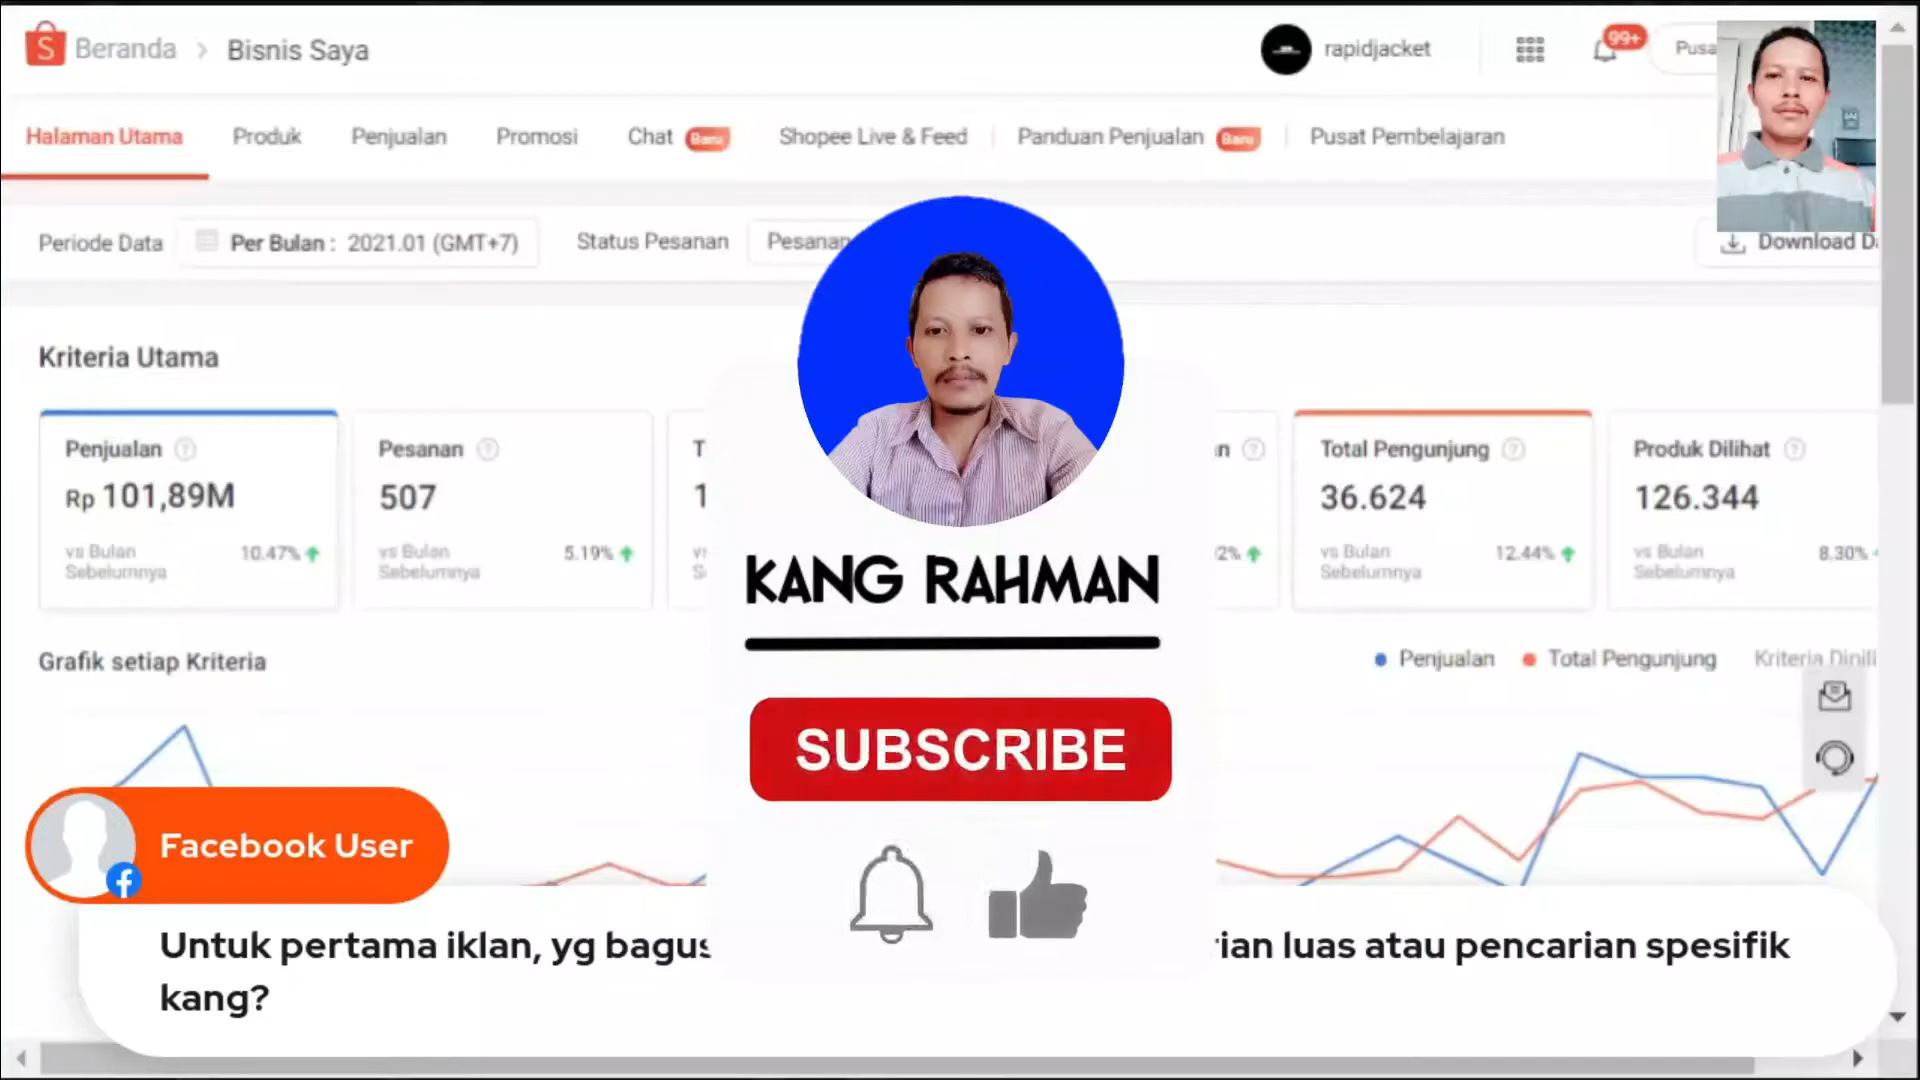 Beranda > Bisnis Saya
rapidjacket
99+
Halaman Utama
Produk
Penjualan
Promosi
Chat Baru
Shopee Live & Feed
Panduan Penjualan Baru
Pusat Pembelajaran
Periode Data
Per Bulan : 2021.01 (GMT+7)
Status Pesanan
Pesanan
Download
Kriteria Utama
Penjualan
Rp 101,89M
vs Bulan
Sebelumnya
10.47%
Pesanan
507
vs Bulan
Sebelumnya
5.19%
Total Pengunjung
36.624
vs Bulan
Sebelumnya
12.44%
Produk Dilihat
126.344
vs Bulan
Sebelumnya
8.30%
KANG RAHMAN
Grafik setiap Kriteria
Penjualan
Total Pengunjung
Kriteria
SUBSCRIBE
Facebook User
Untuk pertama iklan, yg bagus luas atau pencarian spesifik
kang?